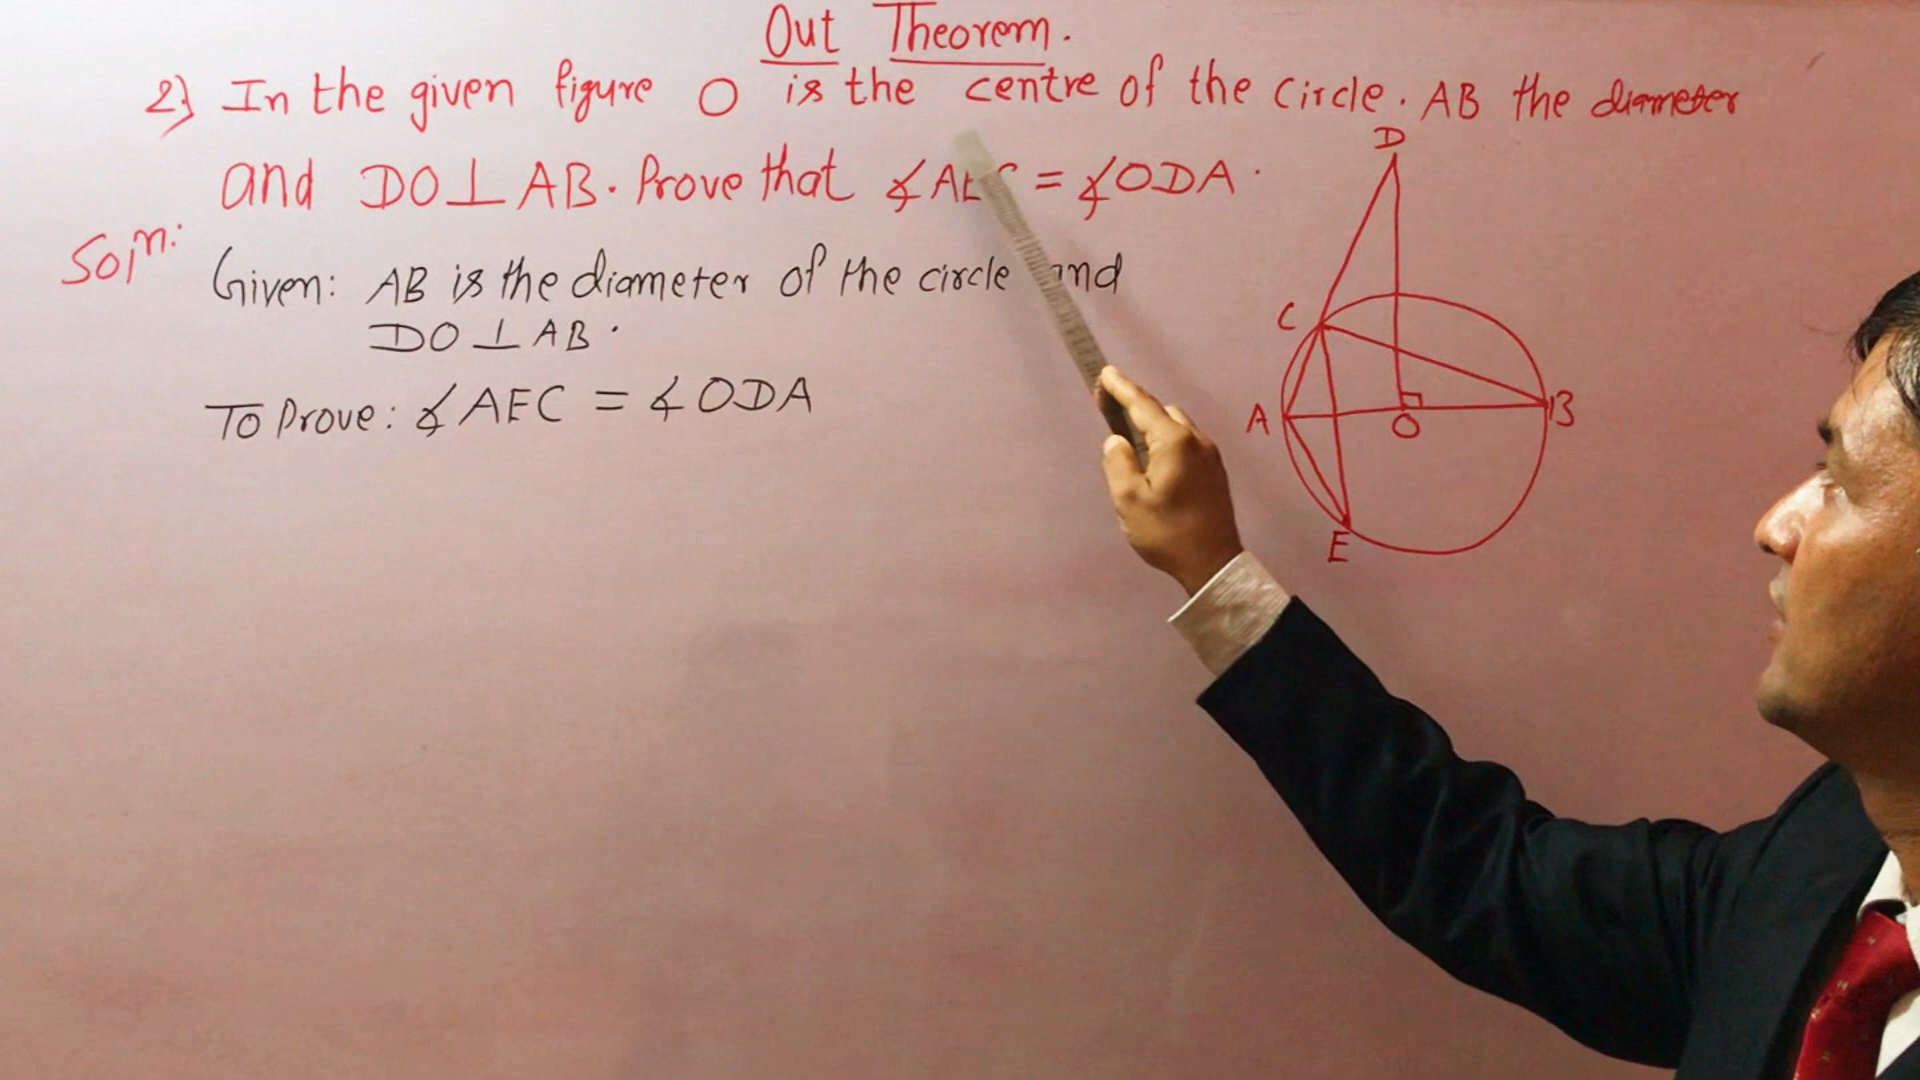 Out Theorem.
2) In the given figure O is the centre of the circle. AB the diameter
and DO⊥AB. Prove that ∡AEC = ∡ODA.
Solⁿ:
Given: AB is the diameter of the circle and
DO ⊥ AB.
To Prove: ∡AEC = ∡ODA
D
C
A
O
B
E